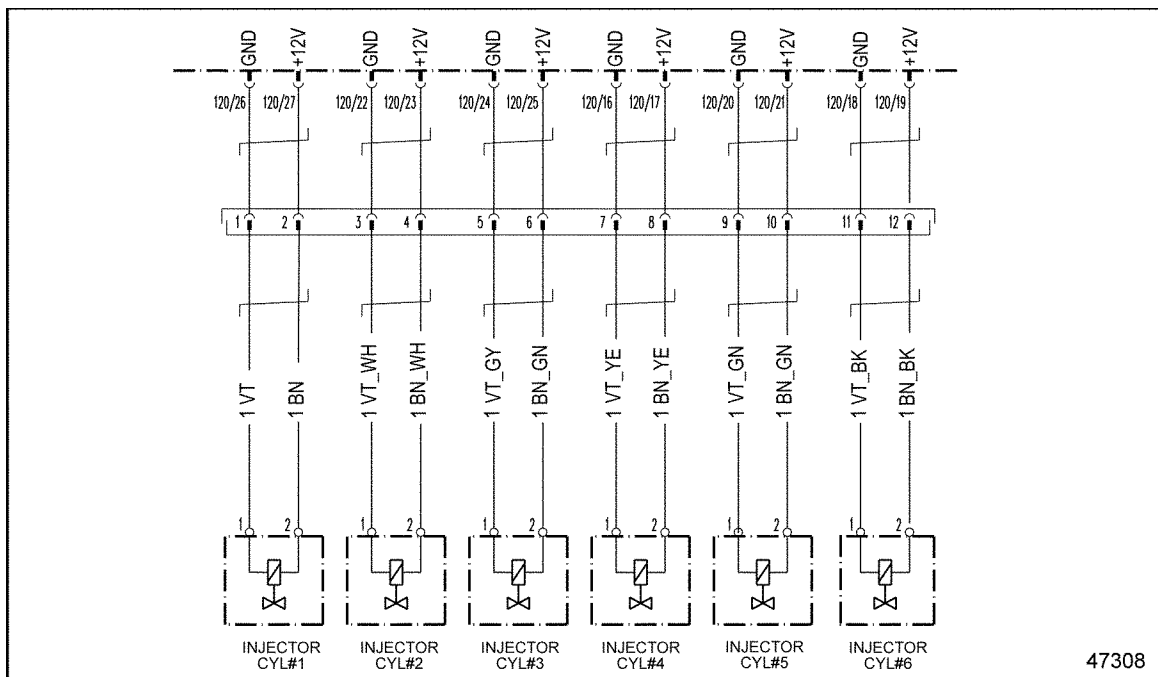 GND +12V GND +12V GND +12V GND +12V GND +12V GND +12V
120/26 120/27 120/22 120/23 120/24 120/25 120/16 120/17 120/20 120/21 120/18 120/19
1 2 3 4 5 6 7 8 9 10 11 12
1 VT 1 BN 1 VT_WH 1 BN_WH 1 VT_GY 1 BN_GN 1 VT_YE 1 BN_YE 1 VT_GN 1 BN_GN 1 VT_BK 1 BN_BK
1 2 1 2 1 2 1 2 1 2 1 2
INJECTOR INJECTOR INJECTOR INJECTOR INJECTOR INJECTOR
CYL#1 CYL#2 CYL#3 CYL#4 CYL#5 CYL#6
47308